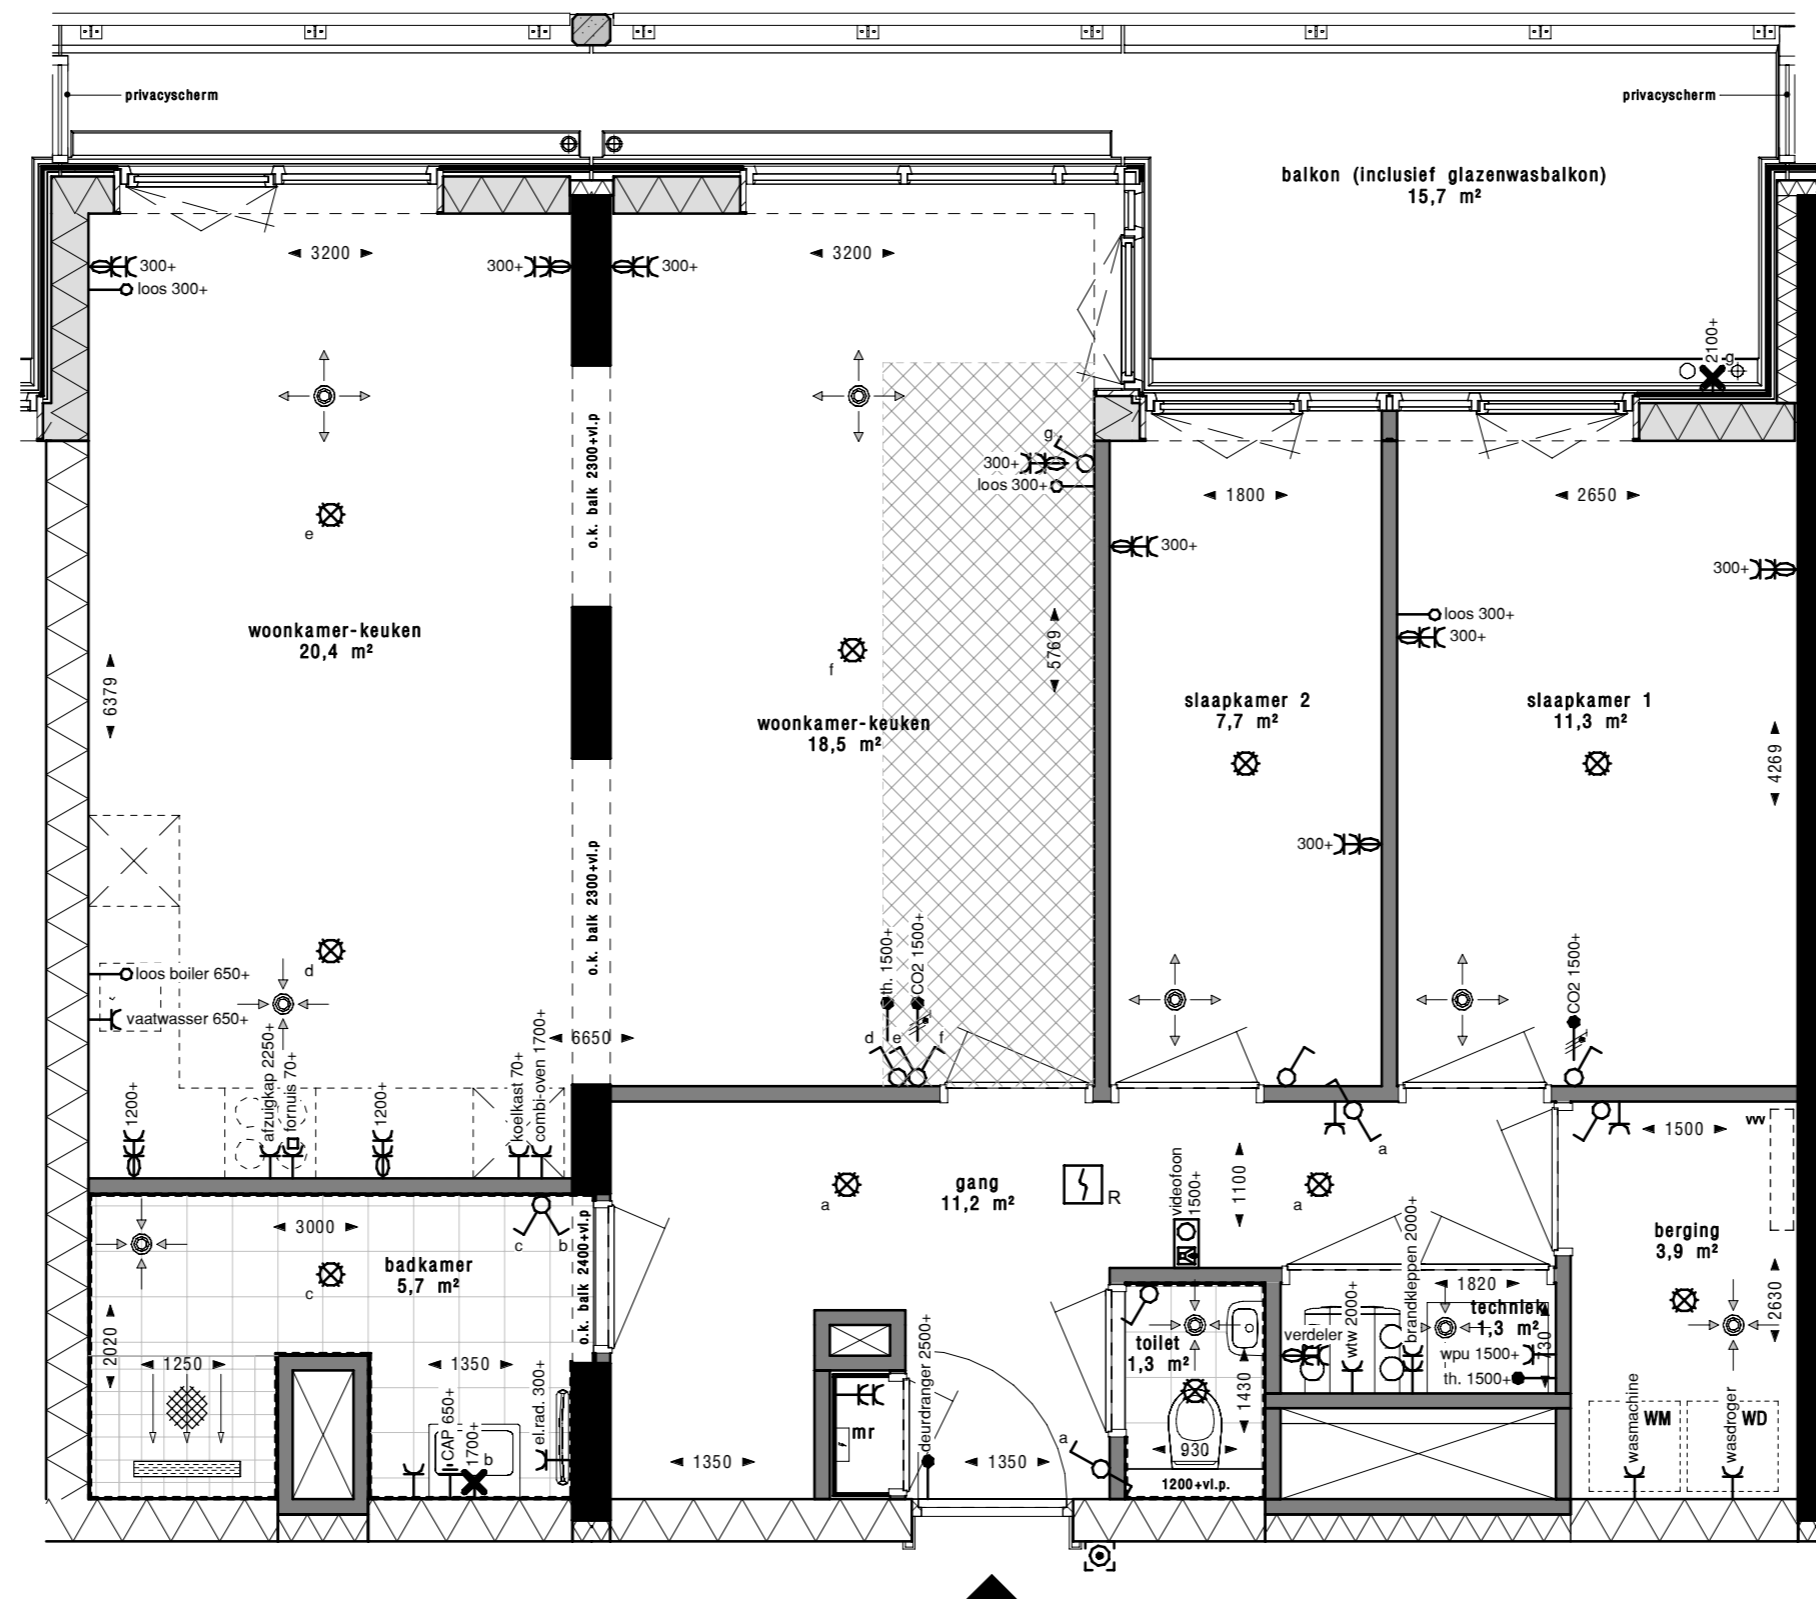 privacyscherm
privacyscherm
balkon (inclusief glazenwasbalkon)
15,7 m²
3200
3200
300+
loos 300+
300+
300+
2100+
g
o.k. balk 2300+vl.p
g
300+
loos 300+
1800
2650
300+
300+
e
loos 300+
300+
woonkamer-keuken
20,4 m²
f
5769
6379
woonkamer-keuken
18,5 m²
slaapkamer 2
7,7 m²
slaapkamer 1
11,3 m²
4269
300+
o.k. balk 2300+vl.p
d
loos boiler 650+
vaatwasser 650+
th. 1500+
CO2 1500+
CO2 1500+
6650
d
e
f
1200+
afzuigkap 2250+
fornuis 70+
1200+
koelkast 70+
combi-oven 1700+
a
1500
vvv
gang
11,2 m²
a
R
videofoon
1500+
1100
a
3000
c
b
o.k. balk 2400+vl.p
badkamer
5,7 m²
c
berging
3,9 m²
2630
brandkleppen 2000+
1820
techniek
1,3 m²
730
verdeler
wtw 2000+
wpu 1500+
th. 1500+
toilet
1,3 m²
1430
2020
1250
1350
CAP 650+
1700+
b
el.rad. 300+
deurdranger 2500+
mr
1350
1350
a
930
1200+vl.p.
wasmachine
WM
wasdroger
WD